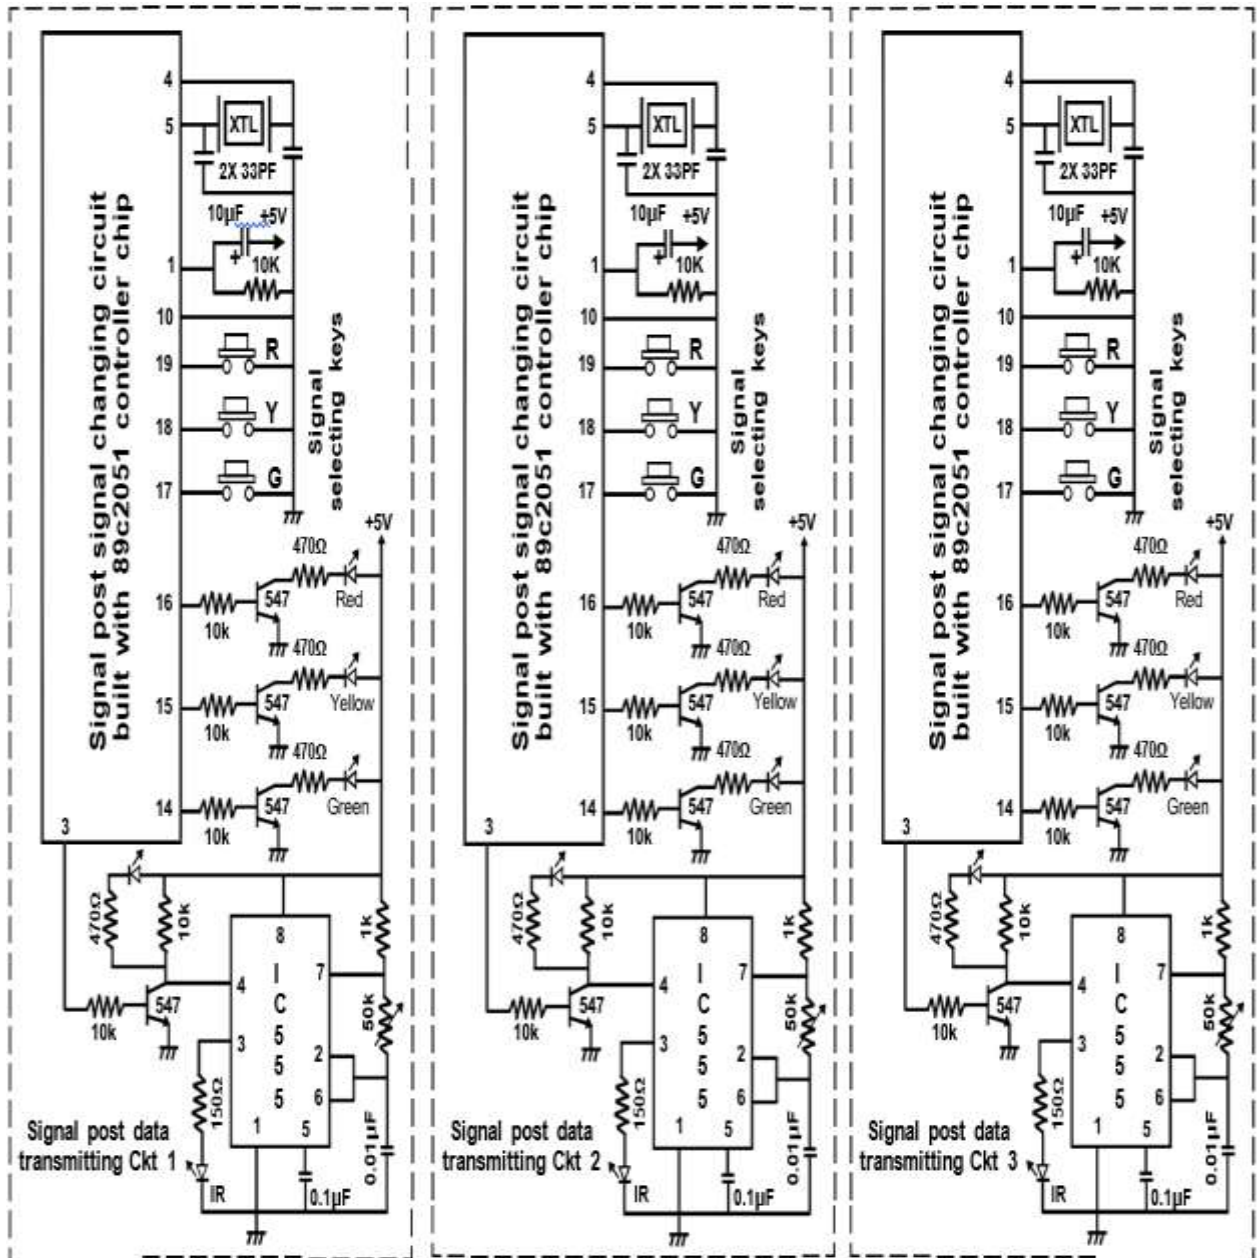 4
5
XTL
2X 33PF
10µF
+5V
1
+
10K
10
R
19
Y
18
G
17
Signal
selecting keys
Signal post signal changing circuit
built with 89c2051 controller chip
+5V
470Ω
Red
16
10k
547
470Ω
Yellow
15
10k
547
470Ω
Green
14
10k
547
3
470Ω
10k
1k
8
7
4
547
10k
50k
3
2
6
I
C
5
5
5
150Ω
1
5
0.01µF
Signal post data
transmitting Ckt 1
IR
0.1µF
4
5
XTL
2X 33PF
10µF
+5V
1
+
10K
10
R
19
Y
18
G
17
Signal
selecting keys
Signal post signal changing circuit
built with 89c2051 controller chip
+5V
470Ω
Red
16
10k
547
470Ω
Yellow
15
10k
547
470Ω
Green
14
10k
547
3
470Ω
10k
1k
8
7
4
547
10k
50k
3
2
6
I
C
5
5
5
150Ω
1
5
0.01µF
Signal post data
transmitting Ckt 2
IR
0.1µF
4
5
XTL
2X 33PF
10µF
+5V
1
+
10K
10
R
19
Y
18
G
17
Signal
selecting keys
Signal post signal changing circuit
built with 89c2051 controller chip
+5V
470Ω
Red
16
10k
547
470Ω
Yellow
15
10k
547
470Ω
Green
14
10k
547
3
470Ω
10k
1k
8
7
4
547
10k
50k
3
2
6
I
C
5
5
5
150Ω
1
5
0.01µF
Signal post data
transmitting Ckt 3
IR
0.1µF